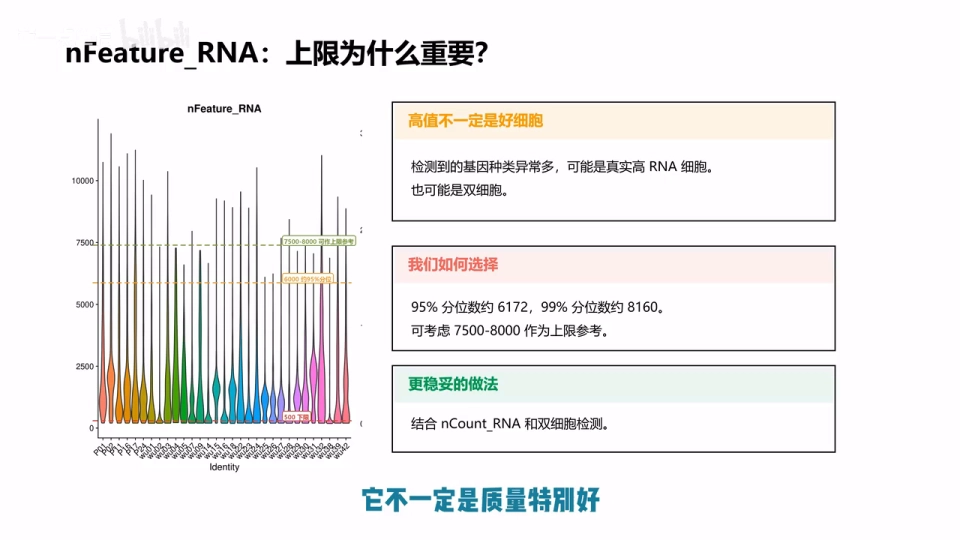 bilibili
nFeature_RNA：上限为什么重要？
nFeature_RNA
10000
7500
5000
2500
0
7500-8000 可作上限参考
6000 约95%分位
500 下限
Identity
高值不一定是好细胞
检测到的基因种类异常多，可能是真实高 RNA 细胞。
也可能是双细胞。
我们如何选择
95% 分位数约 6172，99% 分位数约 8160。
可考虑 7500-8000 作为上限参考。
更稳妥的做法
结合 nCount_RNA 和双细胞检测。
它不一定是质量特别好